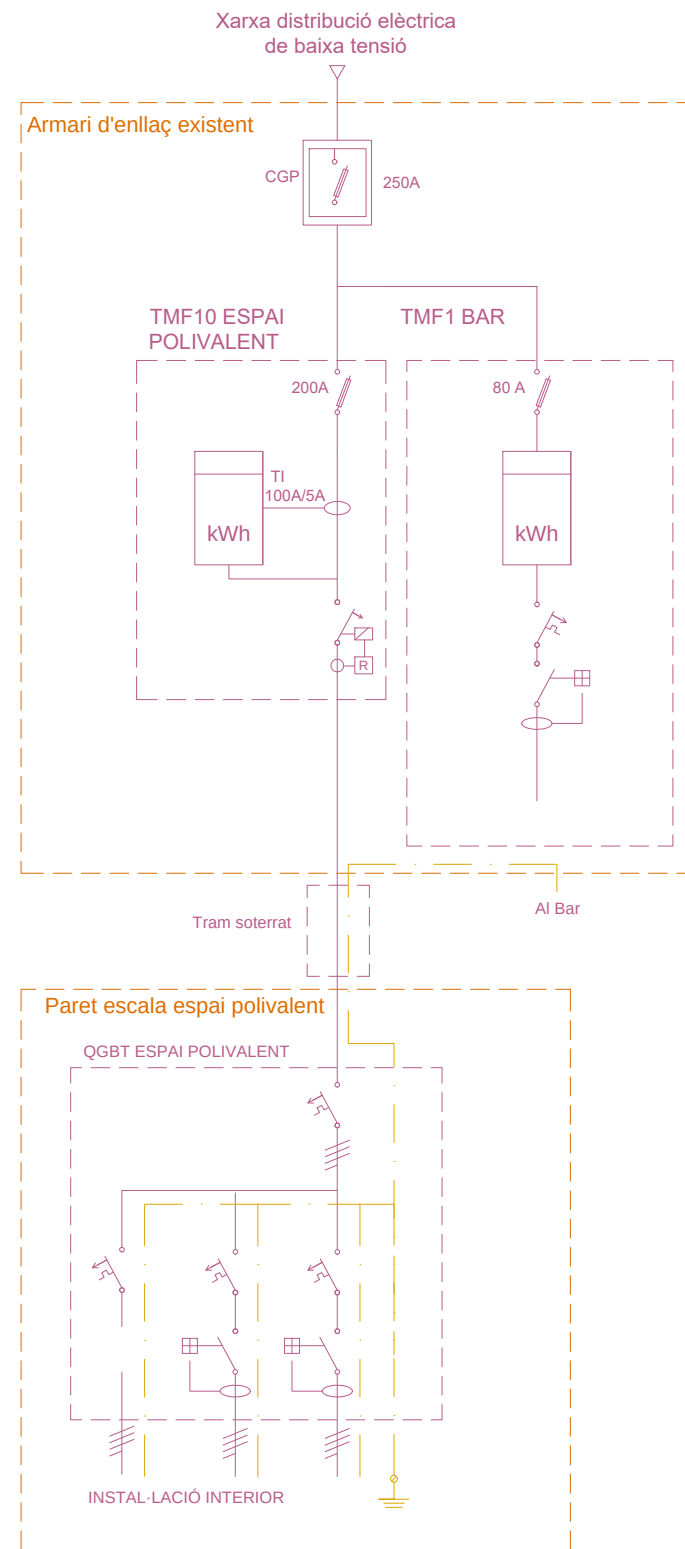 Xarxa distribució elèctrica
de baixa tensió
Armari d'enllaç existent
CGP
250A
TMF10 ESPAI
POLIVALENT
TMF1 BAR
200A
80 A
TI
100A/5A
kWh
kWh
R
Al Bar
Tram soterrat
Paret escala espai polivalent
QGBT ESPAI POLIVALENT
INSTAL·LACIÓ INTERIOR